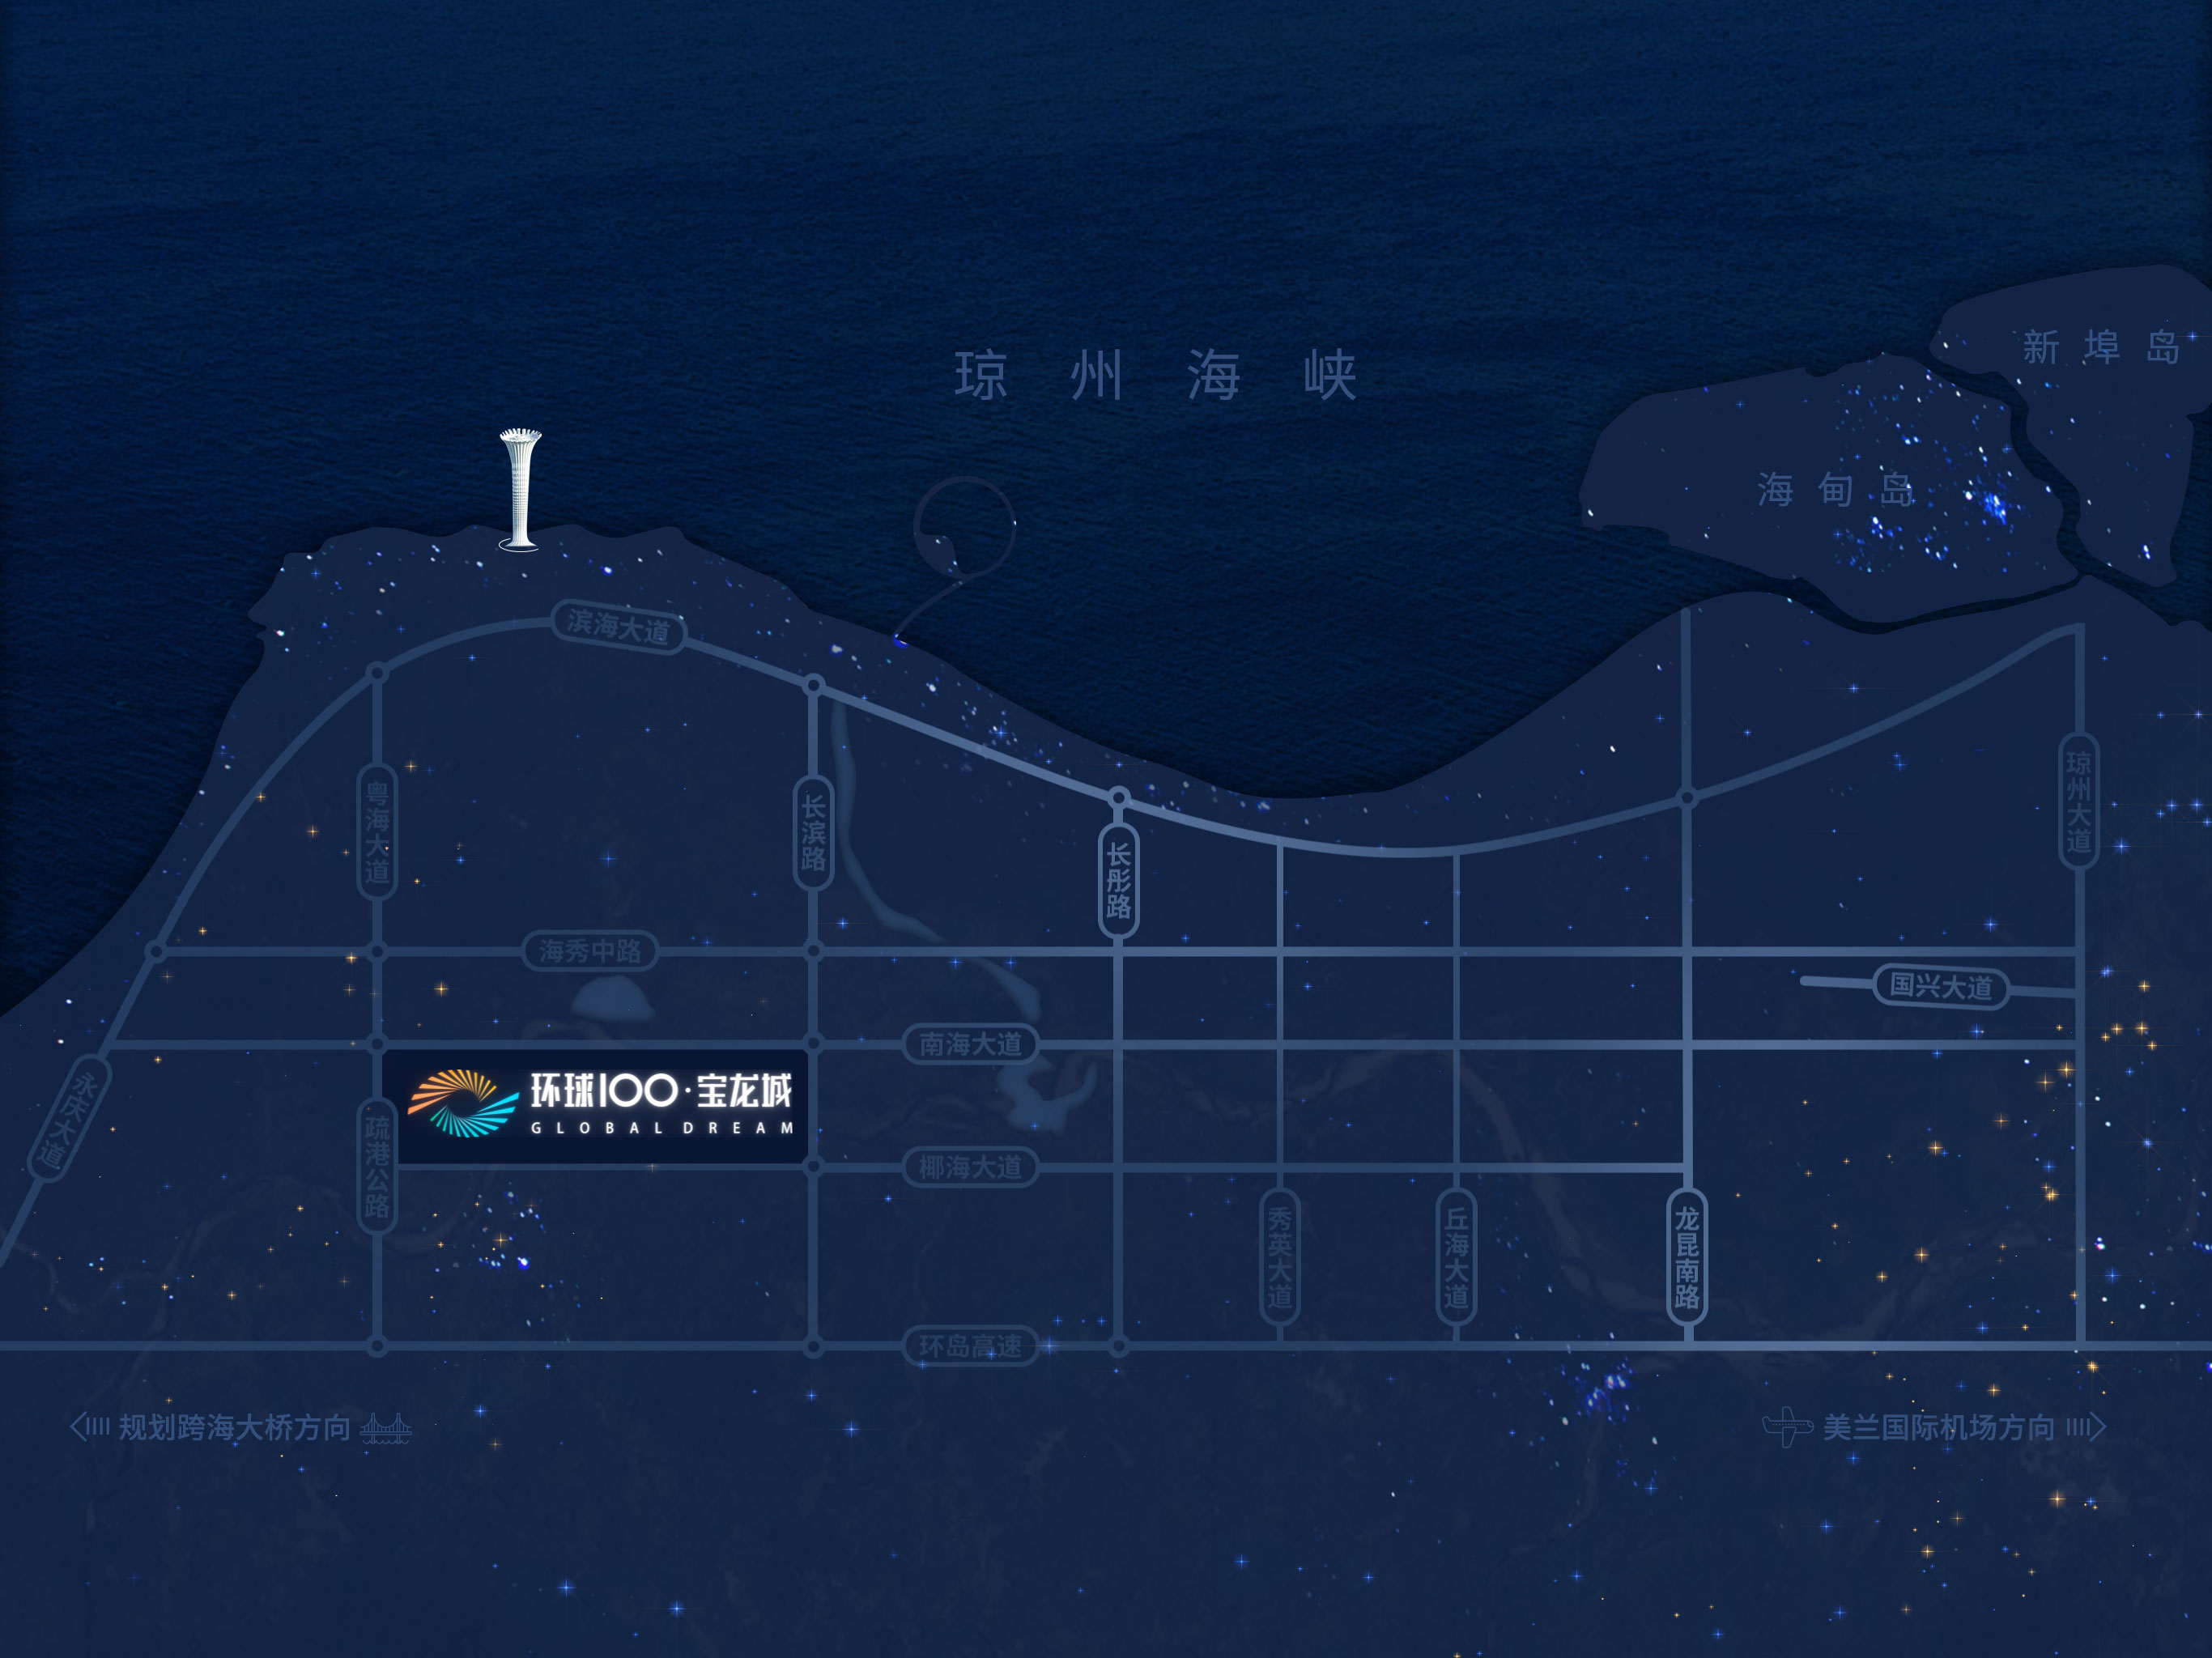 琼州海峡
新埠岛
海甸岛
滨海大道
粤海大道
长滨路
长彤路
琼州大道
海秀中路
国兴大道
南海大道
永庆大道
疏港公路
环球100·宝龙城
GLOBAL DREAM
椰海大道
秀英大道
丘海大道
龙昆南路
环岛高速
规划跨海大桥方向
美兰国际机场方向